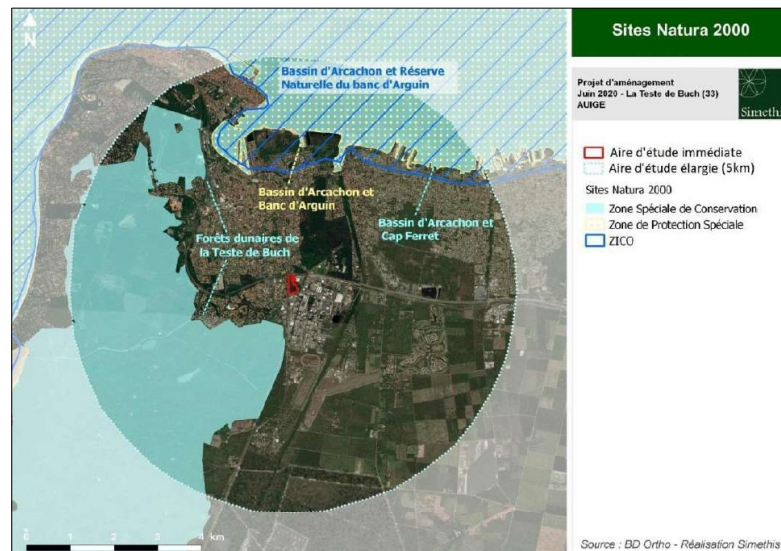 Sites Natura 2000
Projet d'aménagement
Juin 2020 - La Teste de Buch (33)
AUIGE
Simethis
Aire d'étude immédiate
Aire d'étude élargie (5km)
Sites Natura 2000
Zone Spéciale de Conservation
Zone de Protection Spéciale
ZICO
N
Bassin d'Arcachon et Réserve
Naturelle du banc d'Arguin
Bassin d'Arcachon et
Banc d'Arguin
Bassin d'Arcachon et
Cap Ferret
Forêts dunaires de
la Teste de Buch
0 1 2 3 4 km
Source : BD Ortho - Réalisation Simethis